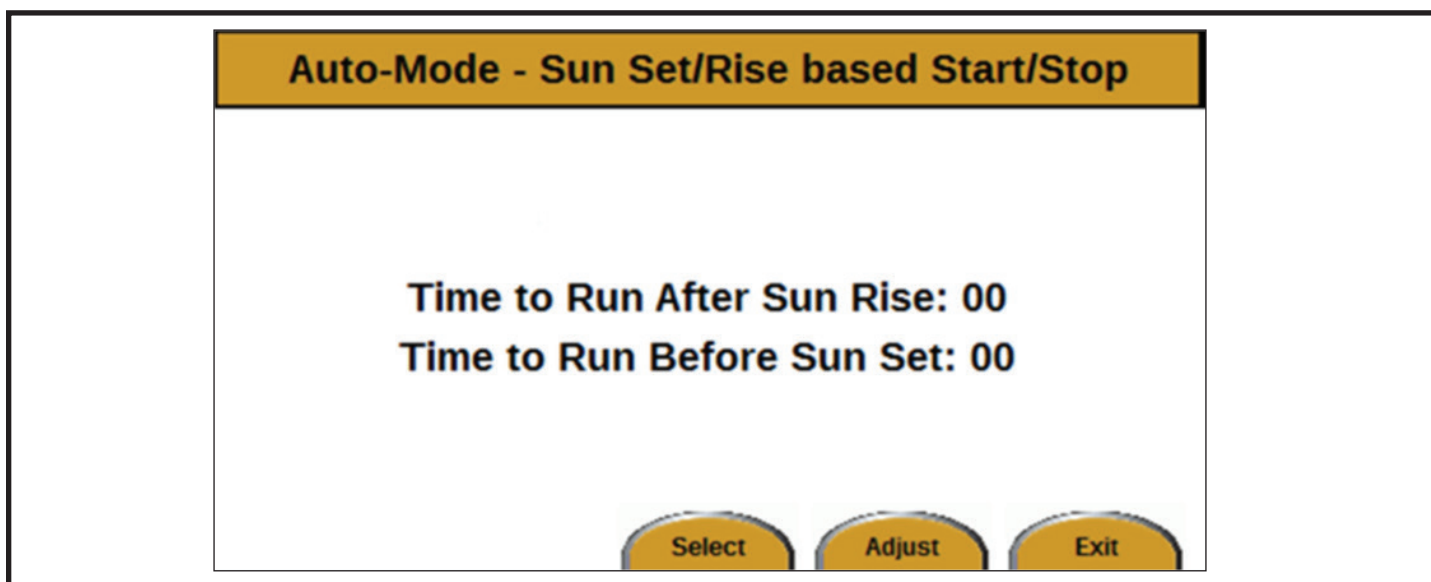 Auto-Mode - Sun Set/Rise based Start/Stop
Time to Run After Sun Rise: 00
Time to Run Before Sun Set: 00
Select Adjust Exit